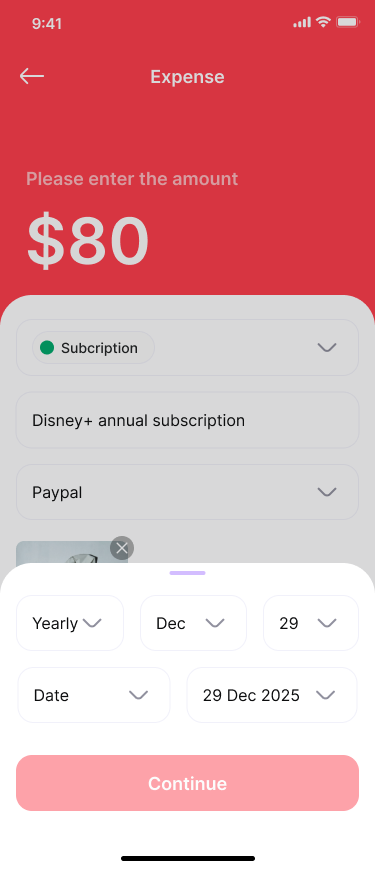 9:41
Expense
Please enter the amount
$80
Subcription
Disney+ annual subscription
Paypal
Yearly Dec 29
Date 29 Dec 2025
Continue